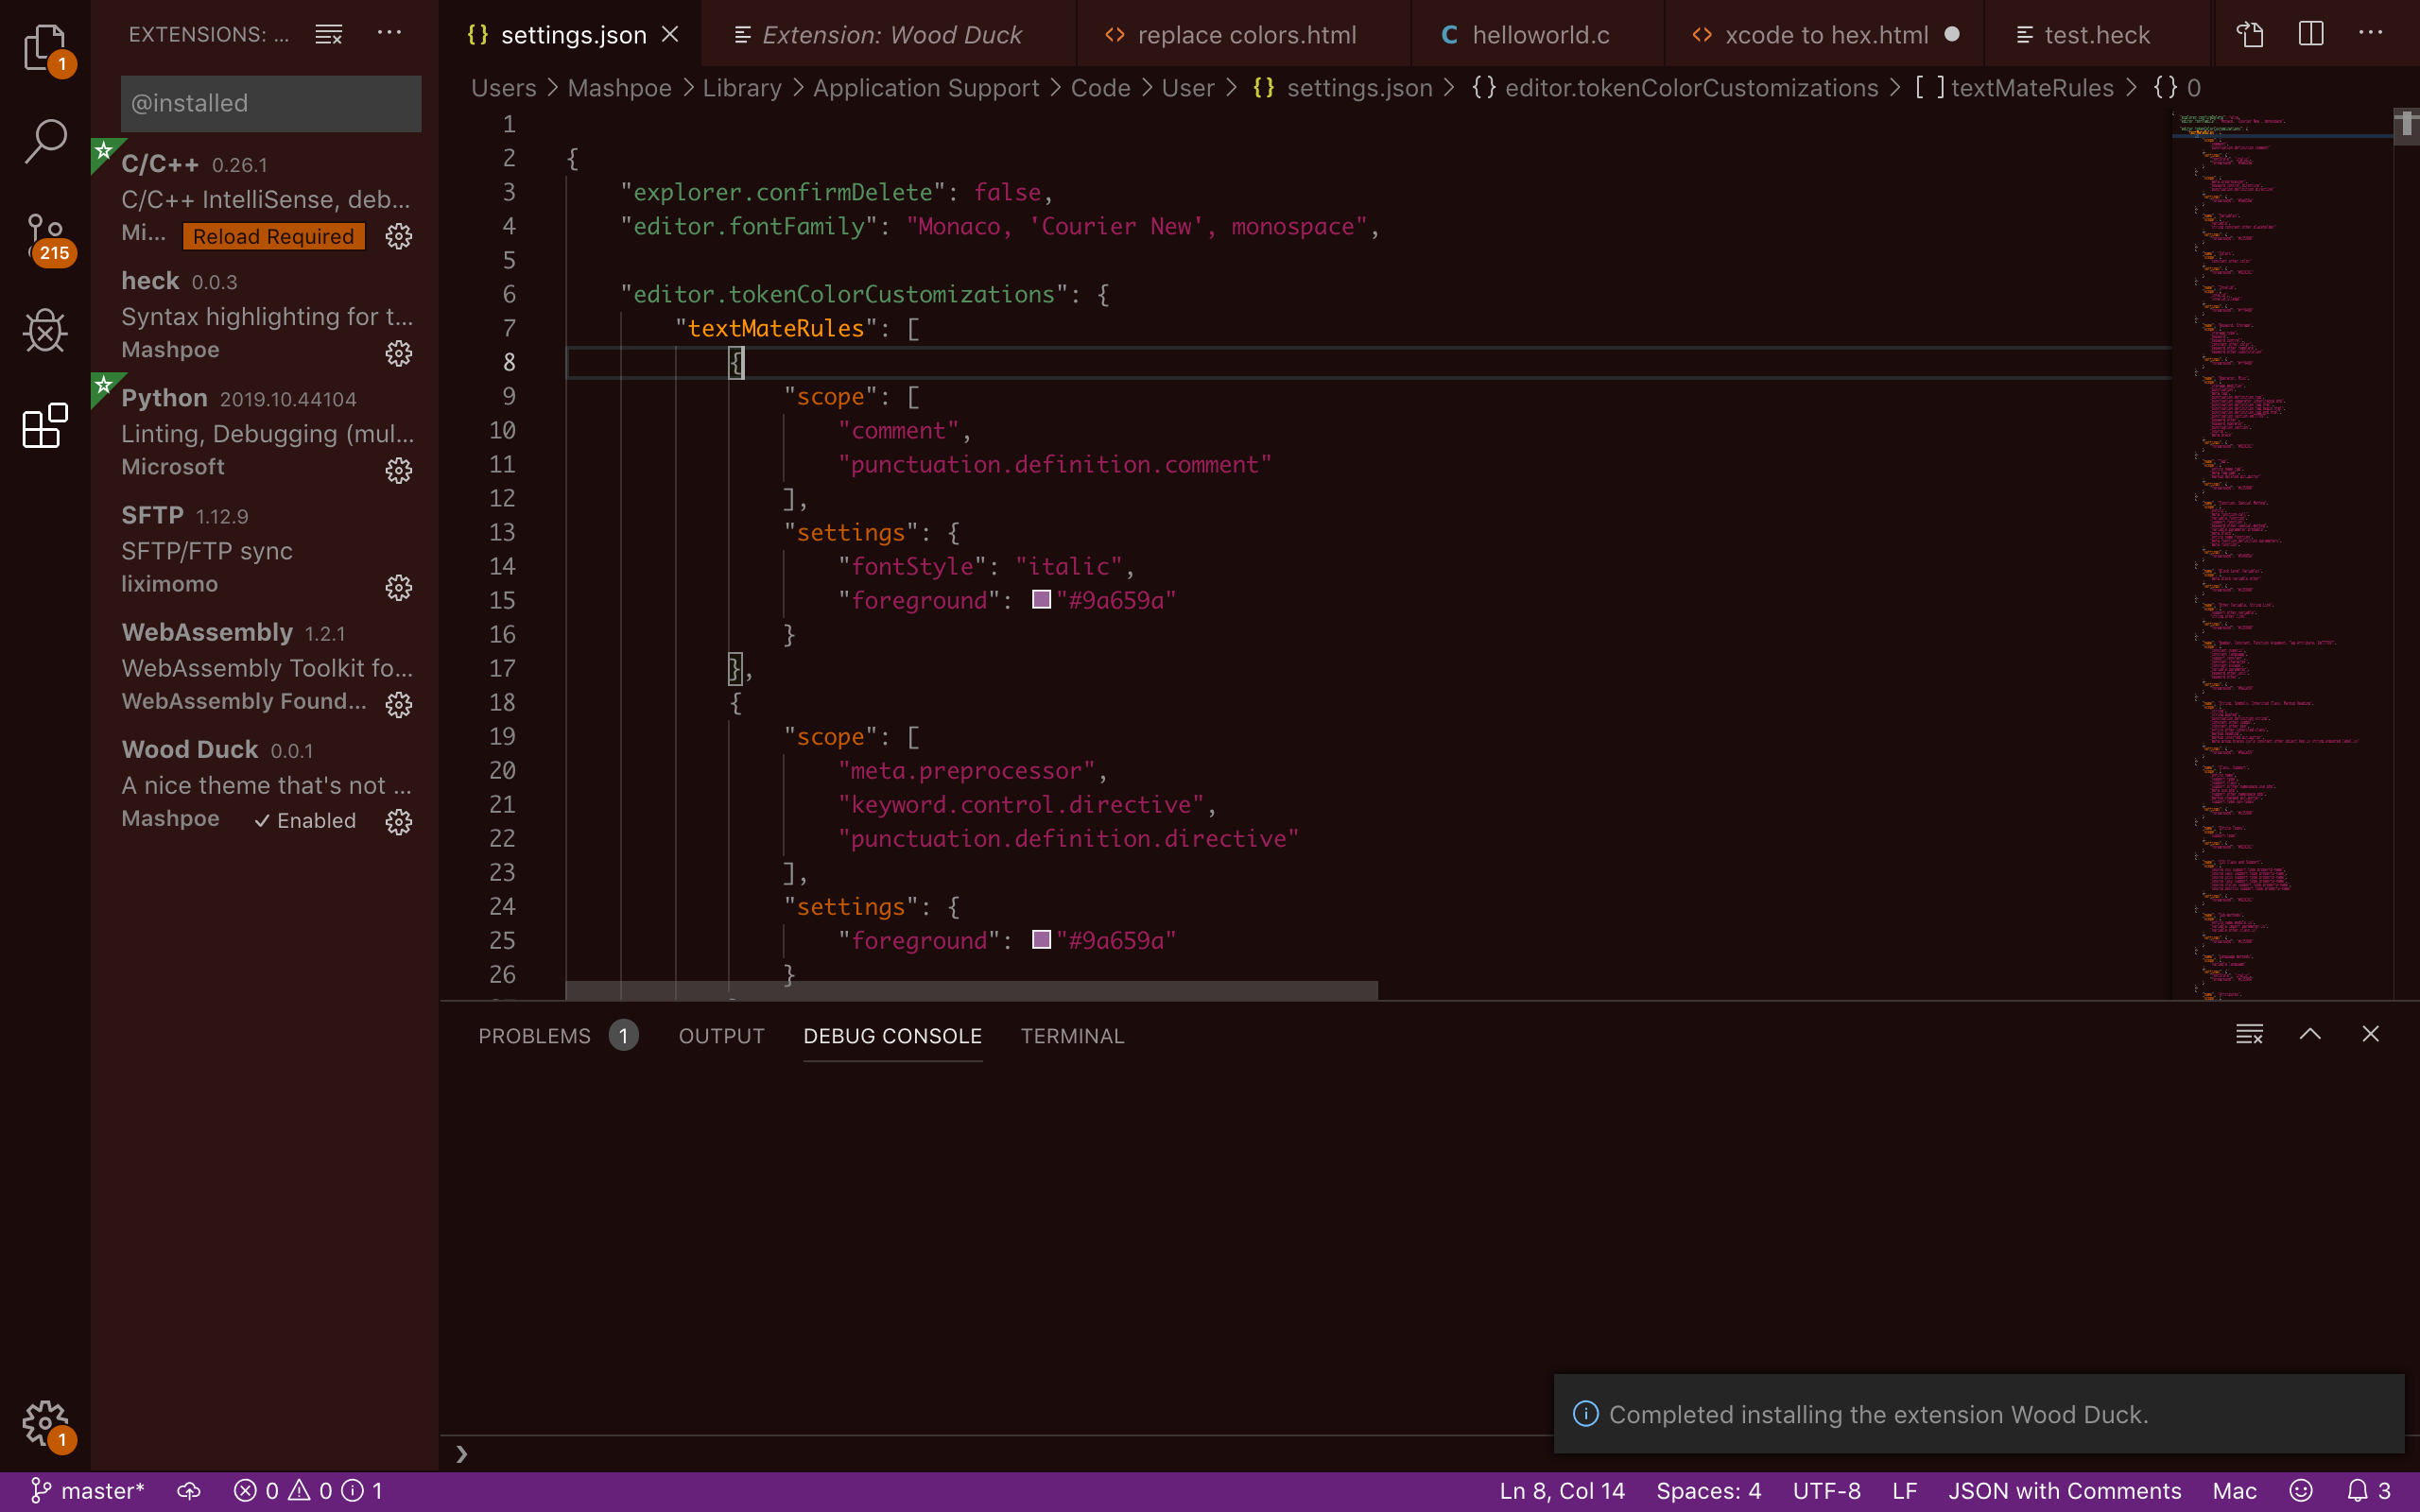 1
215
1
EXTENSIONS: ...
@installed
C/C++ 0.26.1
C/C++ IntelliSense, deb...
Mi... Reload Required
heck 0.0.3
Syntax highlighting for t...
Mashpoe
Python 2019.10.44104
Linting, Debugging (mul...
Microsoft
SFTP 1.12.9
SFTP/FTP sync
liximomo
WebAssembly 1.2.1
WebAssembly Toolkit fo...
WebAssembly Found...
Wood Duck 0.0.1
A nice theme that's not ...
Mashpoe ✓ Enabled
{} settings.json × Extension: Wood Duck <> replace colors.html C helloworld.c <> xcode to hex.html ● test.heck ...
Users > Mashpoe > Library > Application Support > Code > User > {} settings.json > {} editor.tokenColorCustomizations > [ ] textMateRules > {} 0
1
2 {
3 "explorer.confirmDelete": false,
4 "editor.fontFamily": "Monaco, 'Courier New', monospace",
5
6 "editor.tokenColorCustomizations": {
7 "textMateRules": [
8 {
9 "scope": [
10 "comment",
11 "punctuation.definition.comment"
12 ],
13 "settings": {
14 "fontStyle": "italic",
15 "foreground": "#9a659a"
16 }
17 },
18 {
19 "scope": [
20 "meta.preprocessor",
21 "keyword.control.directive",
22 "punctuation.definition.directive"
23 ],
24 "settings": {
25 "foreground": "#9a659a"
26 }
PROBLEMS 1 OUTPUT DEBUG CONSOLE TERMINAL
Completed installing the extension Wood Duck.
❯
master* 0 0 1 Ln 8, Col 14 Spaces: 4 UTF-8 LF JSON with Comments Mac 3